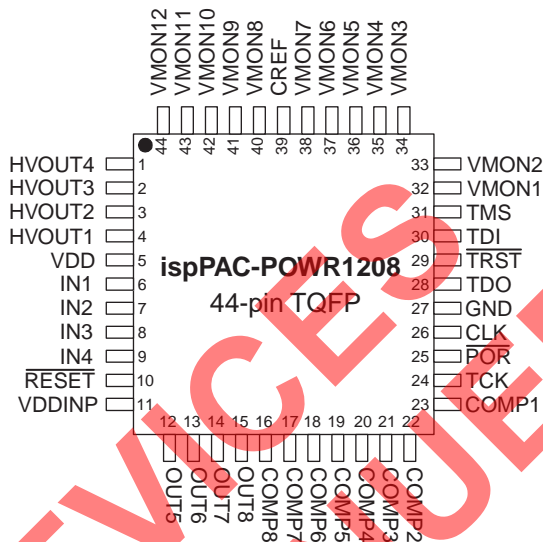 VMON12
VMON11
VMON10
VMON9
VMON8
CREF
VMON7
VMON6
VMON5
VMON4
VMON3
44
43
42
41
40
39
38
37
36
35
34
HVOUT4 1
HVOUT3 2
HVOUT2 3
HVOUT1 4
VDD 5
IN1 6
IN2 7
IN3 8
IN4 9
RESET 10
VDDINP 11
ispPAC-POWR1208
44-pin TQFP
33 VMON2
32 VMON1
31 TMS
30 TDI
29 TRST
28 TDO
27 GND
26 CLK
25 POR
24 TCK
23 COMP1
12
13
14
15
16
17
18
19
20
21
22
OUT5
OUT6
OUT7
OUT8
COMP8
COMP7
COMP6
COMP5
COMP4
COMP3
COMP2